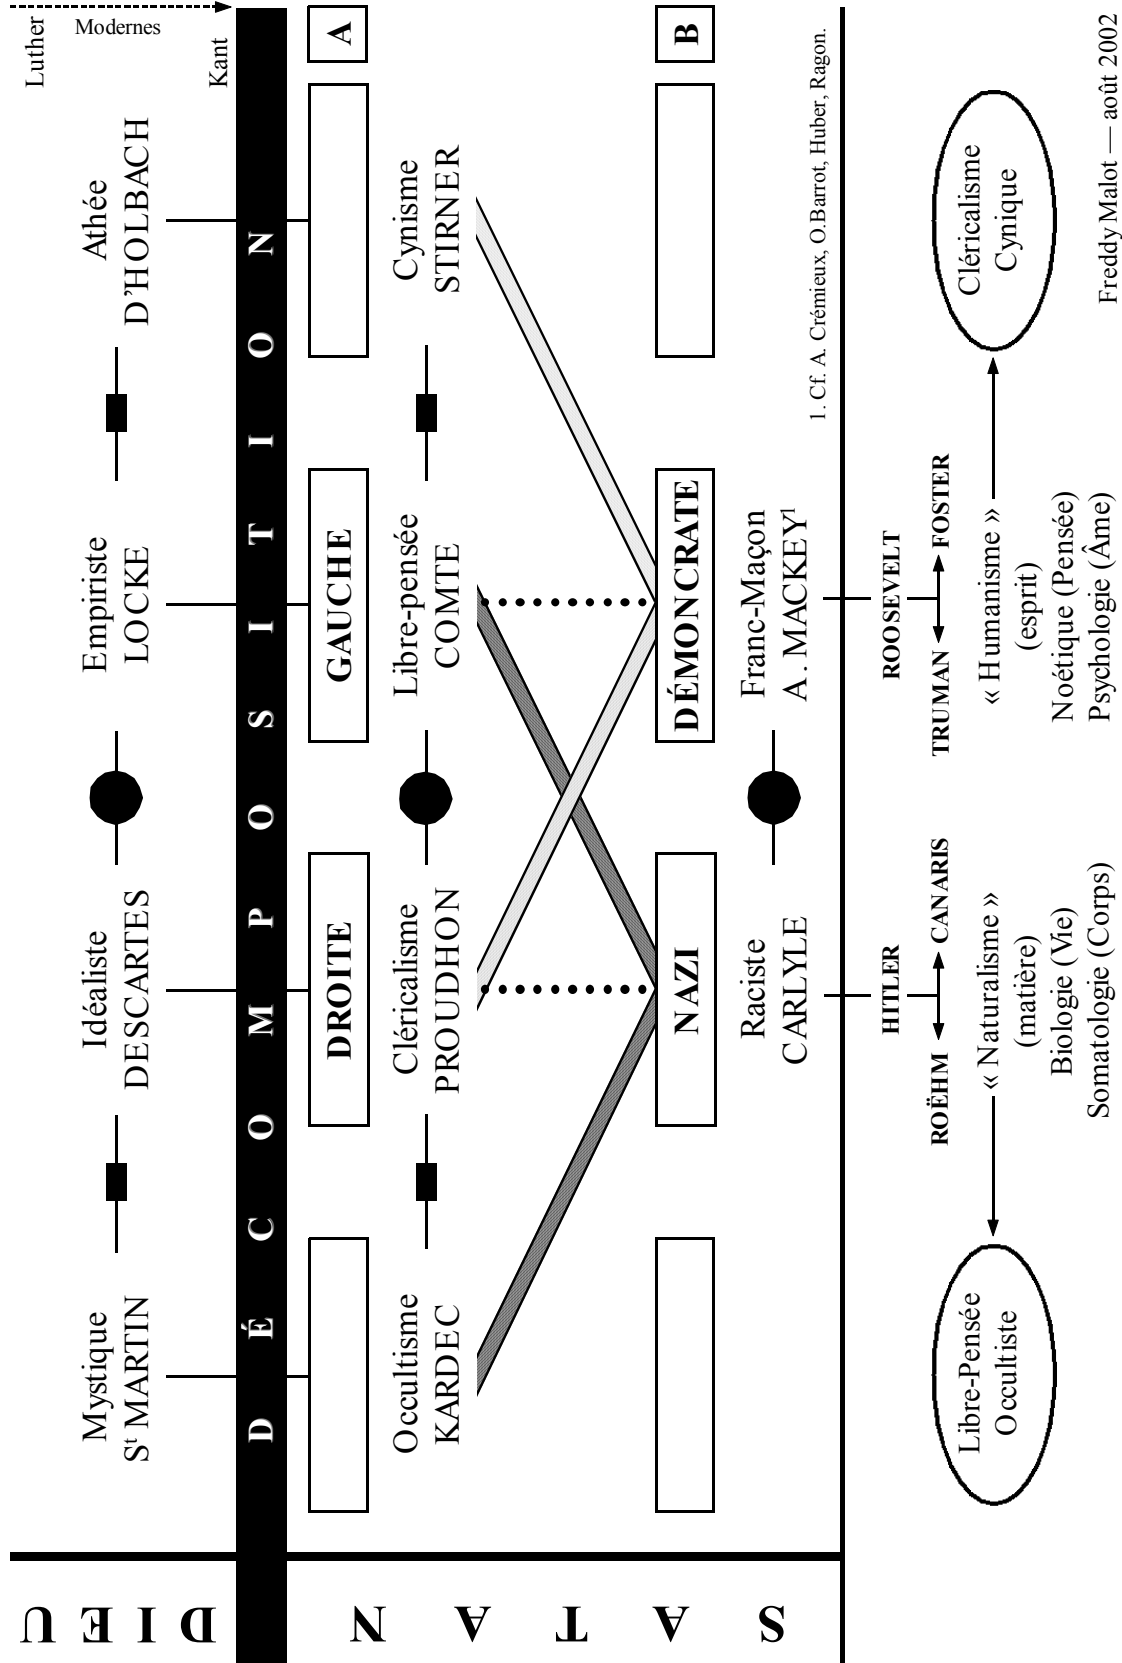 DIEU
SATAN
Luther
Modernes
Kant
Mystique
St MARTIN
Idéaliste
DESCARTES
Empiriste
LOCKE
Athée
D'HOLBACH
DÉCOMPOSITION
DROITE
GAUCHE
A
Occultisme
KARDEC
Cléricalisme
PROUDHON
Libre-pensée
COMTE
Cynisme
STIRNER
NAZI
DÉMONCRATE
B
Raciste
CARLYLE
Franc-Maçon
A. MACKEY1
1. Cf. A. Crémieux, O.Barrot, Huber, Ragon.
HITLER
ROËHM
CANARIS
ROOSEVELT
TRUMAN
FOSTER
Libre-Pensée
Occultiste
« Naturalisme »
(matière)
Biologie (Vie)
Somatologie (Corps)
« Humanisme »
(esprit)
Noétique (Pensée)
Psychologie (Âme)
Cléricalisme
Cynique
Freddy Malot — août 2002